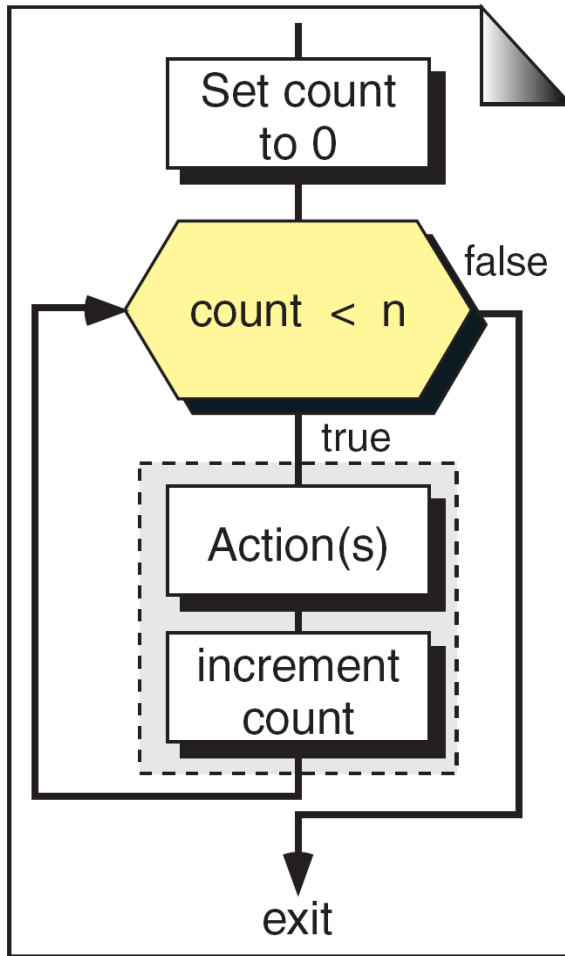 Set count
to 0
false
count < n
true
Action(s)
increment
count
exit